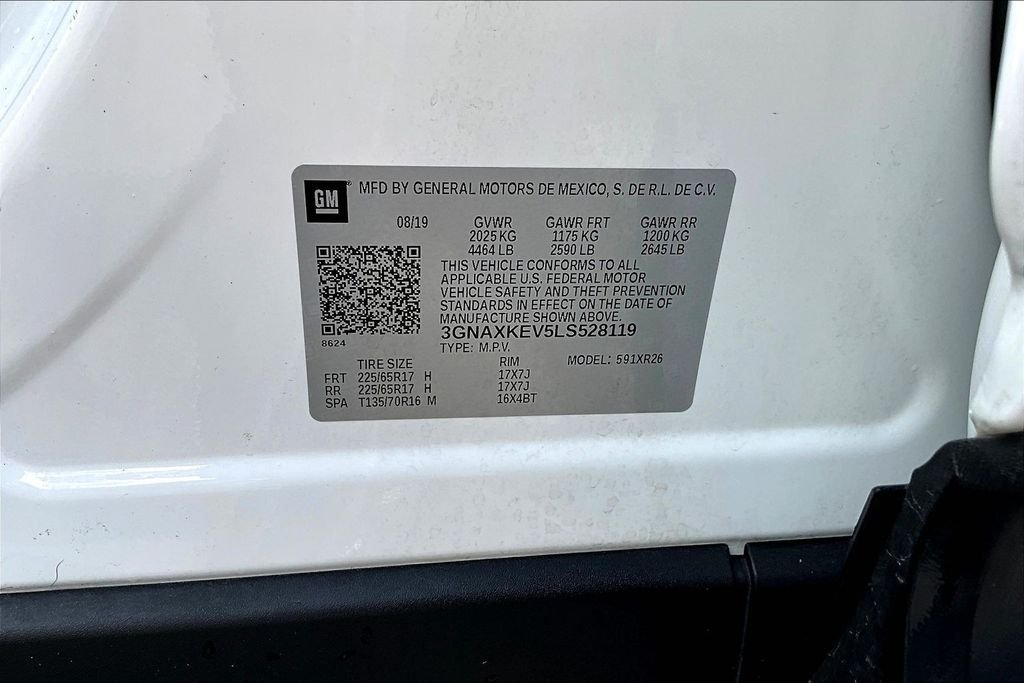 GM® MFD BY GENERAL MOTORS DE MEXICO, S. DE R.L. DE C.V.
08/19 GVWR GAWR FRT GAWR RR
2025 KG 1175 KG 1200 KG
4464 LB 2590 LB 2645 LB
THIS VEHICLE CONFORMS TO ALL
APPLICABLE U.S. FEDERAL MOTOR
VEHICLE SAFETY AND THEFT PREVENTION
STANDARDS IN EFFECT ON THE DATE OF
MANUFACTURE SHOWN ABOVE.
3GNAXKEV5LS528119
8624 TYPE: M.P.V.
TIRE SIZE RIM MODEL: 591XR26
FRT 225/65R17 H 17X7J
RR 225/65R17 H 17X7J
SPA T135/70R16 M 16X4BT